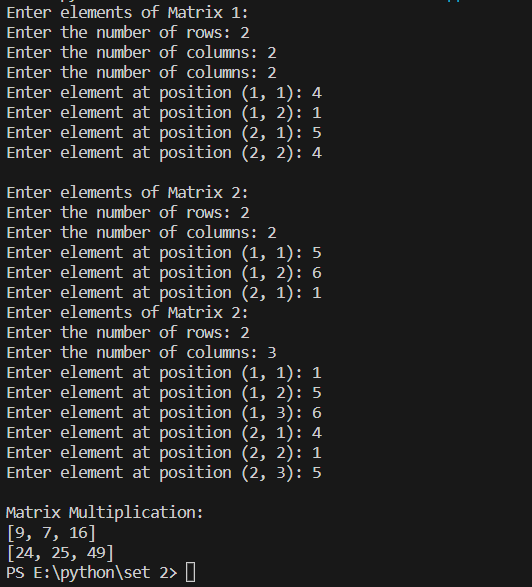 Enter elements of Matrix 1:
Enter the number of rows: 2
Enter the number of columns: 2
Enter the number of columns: 2
Enter element at position (1, 1): 4
Enter element at position (1, 2): 1
Enter element at position (2, 1): 5
Enter element at position (2, 2): 4
Enter elements of Matrix 2:
Enter the number of rows: 2
Enter the number of columns: 2
Enter element at position (1, 1): 5
Enter element at position (1, 2): 6
Enter element at position (2, 1): 1
Enter elements of Matrix 2:
Enter the number of rows: 2
Enter the number of columns: 3
Enter element at position (1, 1): 1
Enter element at position (1, 2): 5
Enter element at position (1, 3): 6
Enter element at position (2, 1): 4
Enter element at position (2, 2): 1
Enter element at position (2, 3): 5
Matrix Multiplication:
[9, 7, 16]
[24, 25, 49]
PS E:\python\set 2>